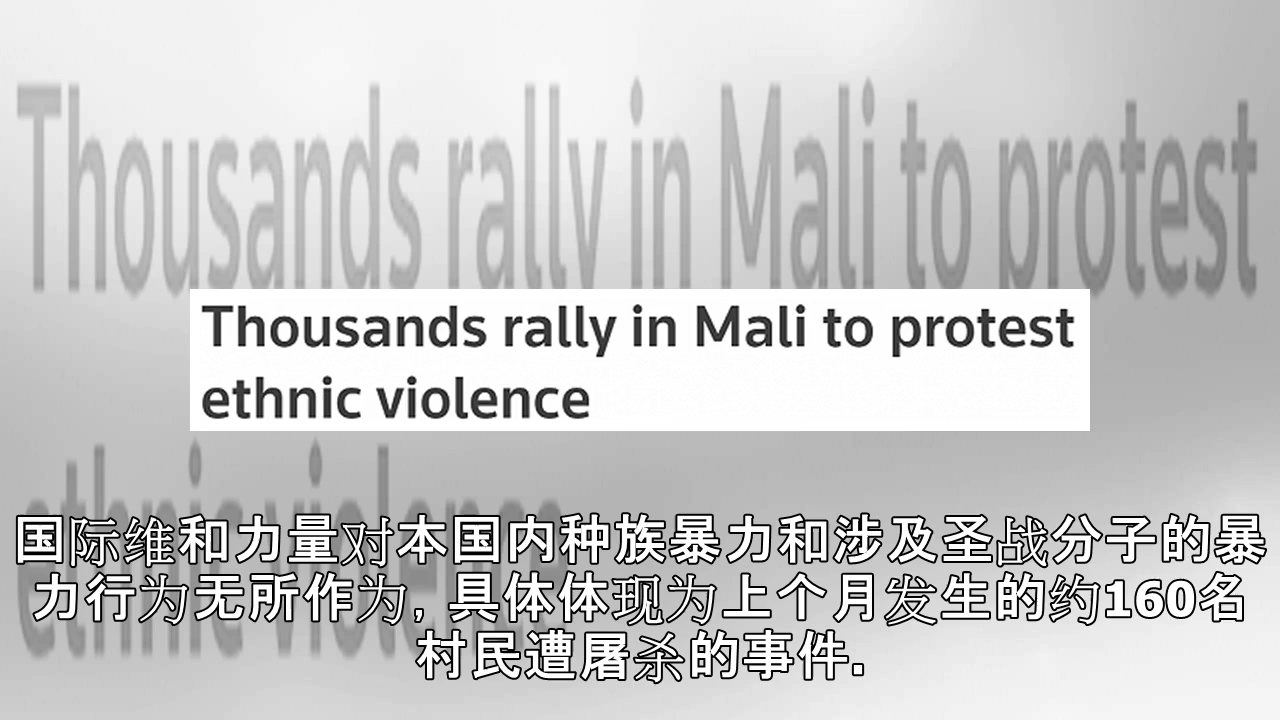 Thousands rally in Mali to protest
Thousands rally in Mali to protest
ethnic violence
ethnic violence
国际维和力量对本国内种族暴力和涉及圣战分子的暴
力行为无所作为, 具体体现为上个月发生的约160名
村民遭屠杀的事件.